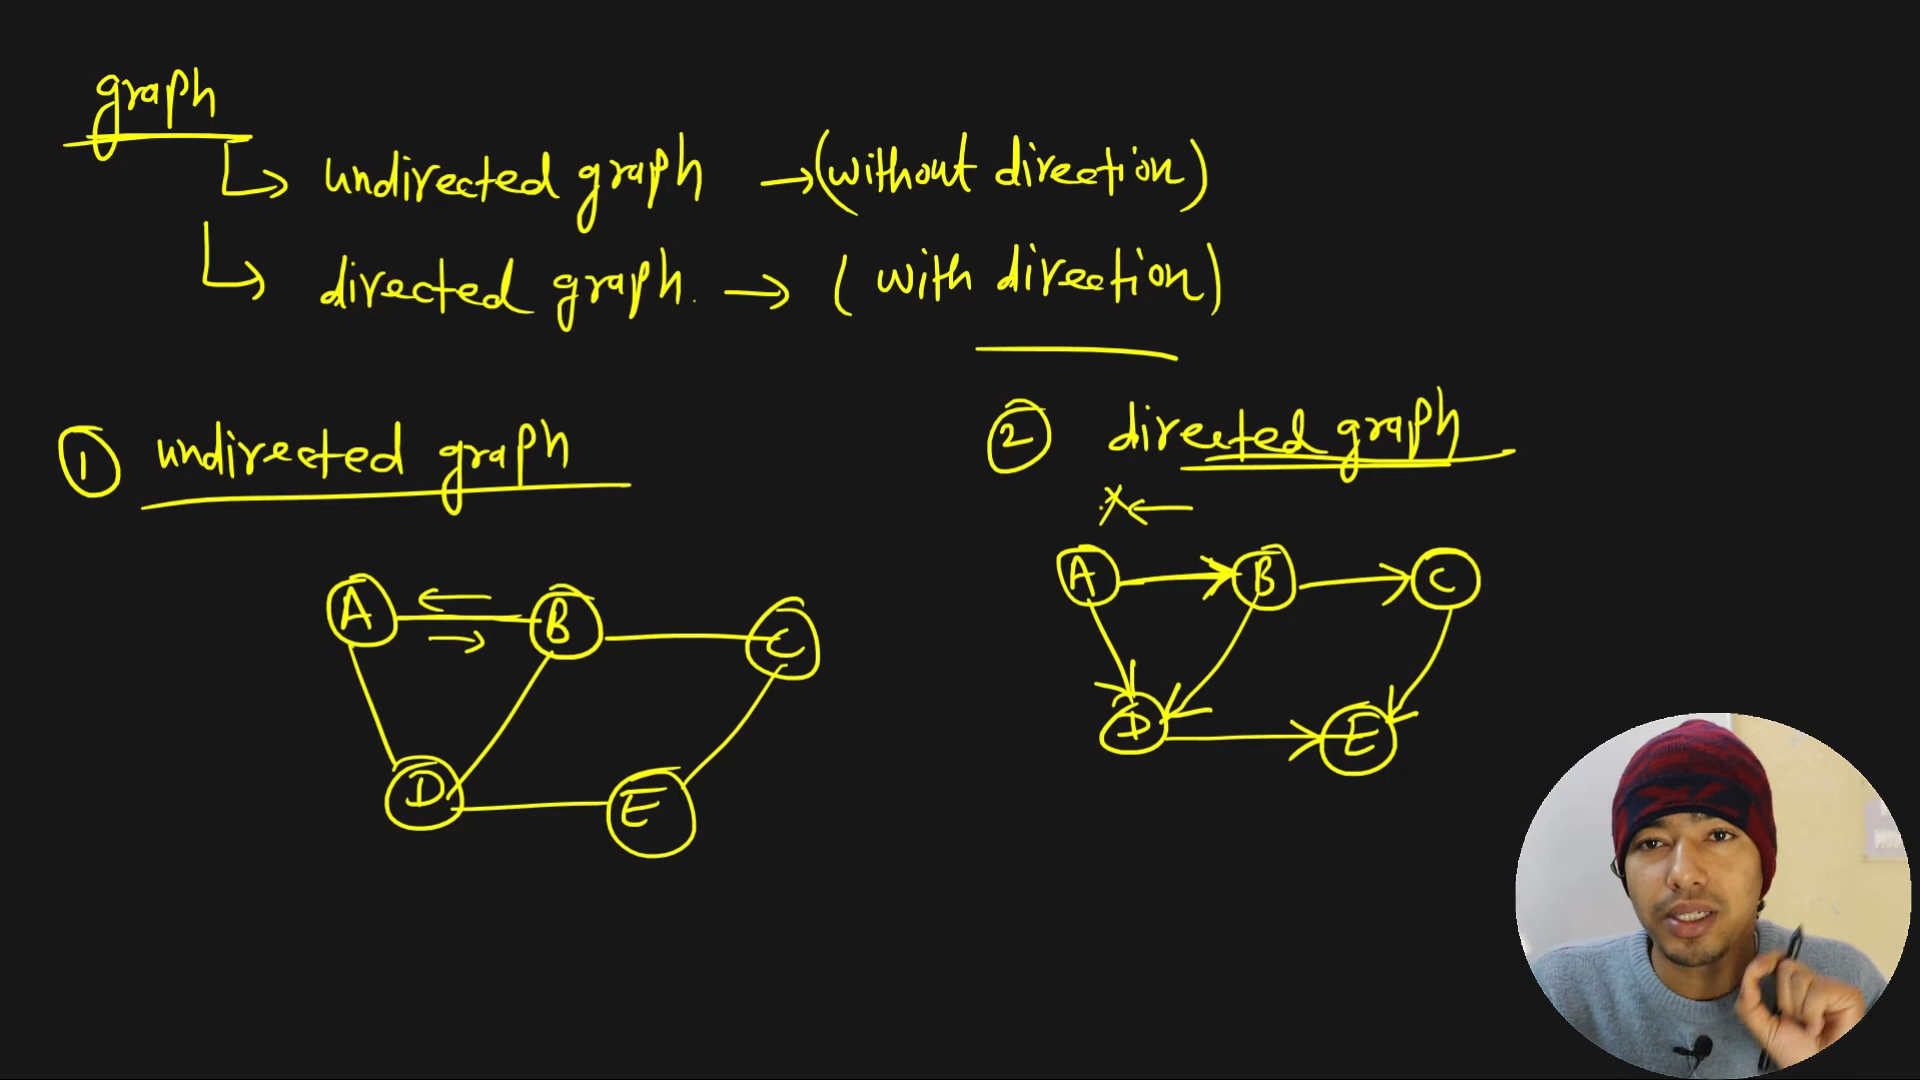 graph
↳ undirected graph → (without direction)
↳ directed graph. → ( with direction)
① undirected graph
② directed graph
x ←
A B C
D E
A B C
D E